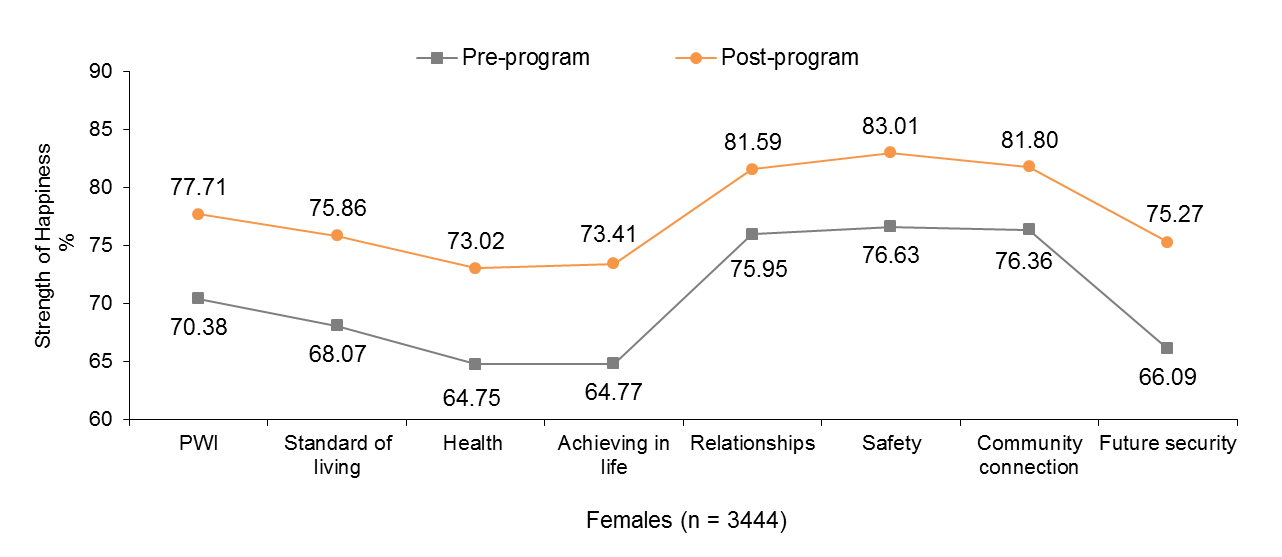 Pre-program
Post-program
Strength of Happiness
%
90
85
80
75
70
65
60
77.71
75.86
73.02
73.41
81.59
83.01
81.80
75.27
70.38
68.07
64.75
64.77
75.95
76.63
76.36
66.09
PWI
Standard of
living
Health
Achieving in
life
Relationships
Safety
Community
connection
Future security
Females (n = 3444)